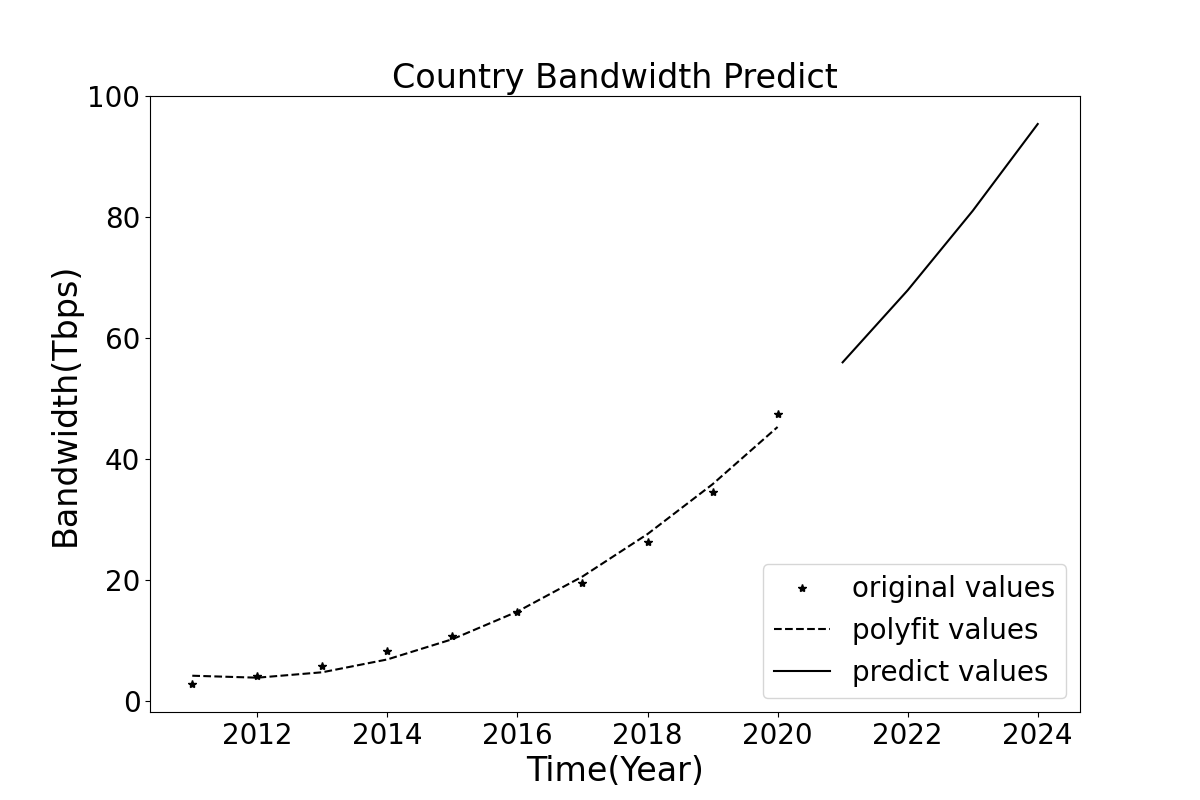 Country Bandwidth Predict
100
80
60
40
20
0
Bandwidth(Tbps)
original values
polyfit values
predict values
2012 2014 2016 2018 2020 2022 2024
Time(Year)